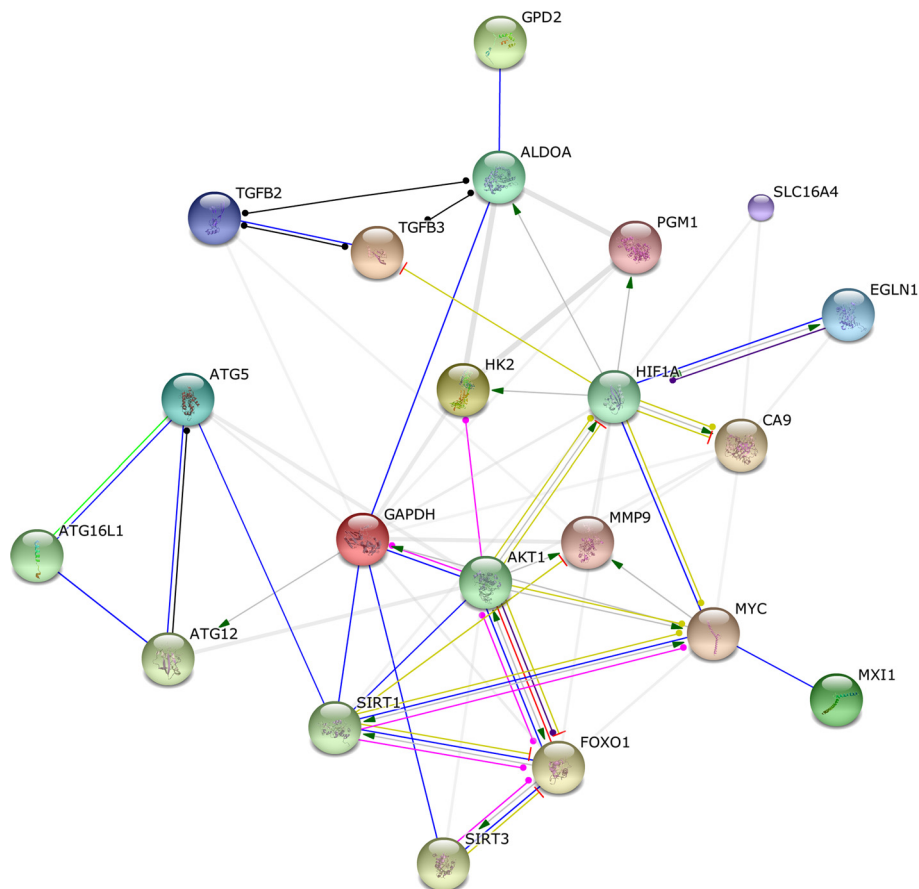 GPD2
ALDOA
SLC16A4
TGFB2
TGFB3
PGM1
EGLN1
HK2
HIF1A
ATG5
CA9
GAPDH
MMP9
ATG16L1
AKT1
MYC
ATG12
MXI1
SIRT1
FOXO1
SIRT3